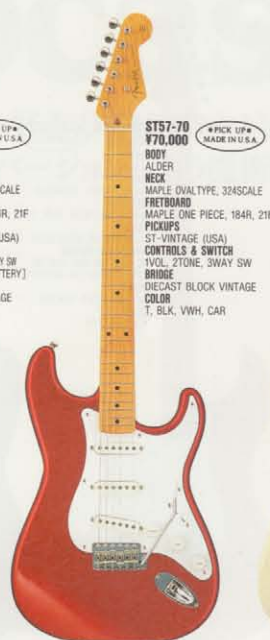 Fender
ST57-70
¥70,000
•PICK UP•
MADE IN U.S.A
BODY
ALDER
NECK
MAPLE OVALTYPE, 324SCALE
FRETBOARD
MAPLE ONE PIECE, 184R, 21F
PICKUPS
ST-VINTAGE (USA)
CONTROLS & SWITCH
1VOL, 2TONE, 3WAY SW
BRIDGE
DIECAST BLOCK VINTAGE
COLOR
T, BLK, VWH, CAR
UP•
U.S.A
CALE
R, 21F
USA)
Y SW
TTERY]
GE